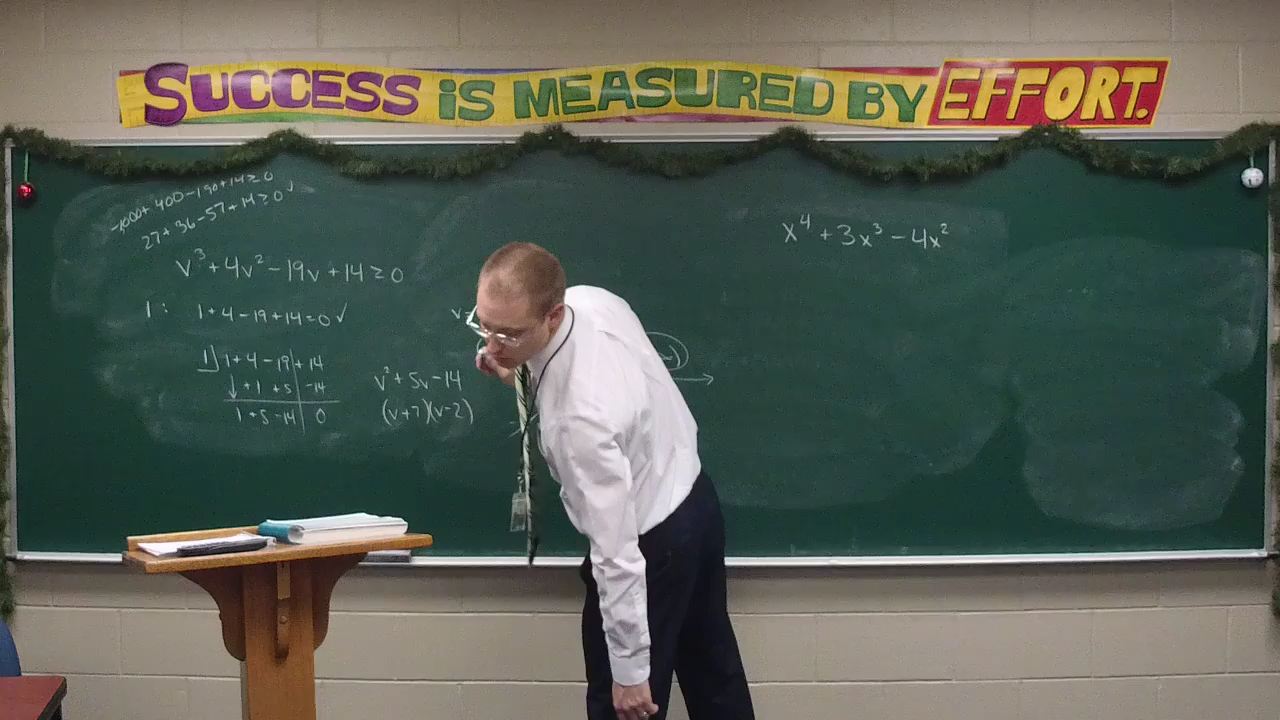 SUCCESS iS MEASURED BY EFFORT.
-1000+400-190+14≥0
27+36-57+14≥0 ✓
v³+4v²-19v+14≥0
1: 1+4-19+14=0 ✓
1 1+4-19+14
↓+1 +5 -14
1+5-14 0
v²+5v-14
(v+7)(v-2)
x⁴+3x³-4x²